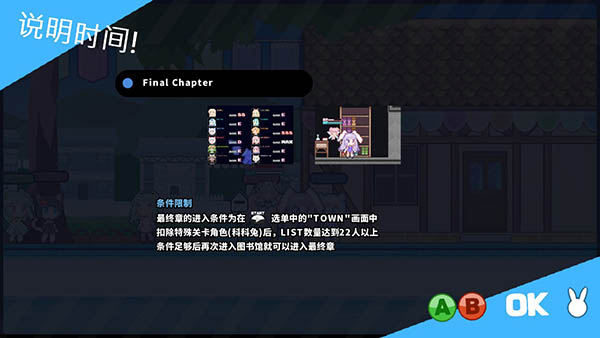 说明时间!
Final Chapter
条件限制
最终章的进入条件为在 START 选单中的"TOWN"画面中
扣除特殊关卡角色(科科兔)后，LIST数量达到22人以上
条件足够后再次进入图书馆就可以进入最终章
A B OK